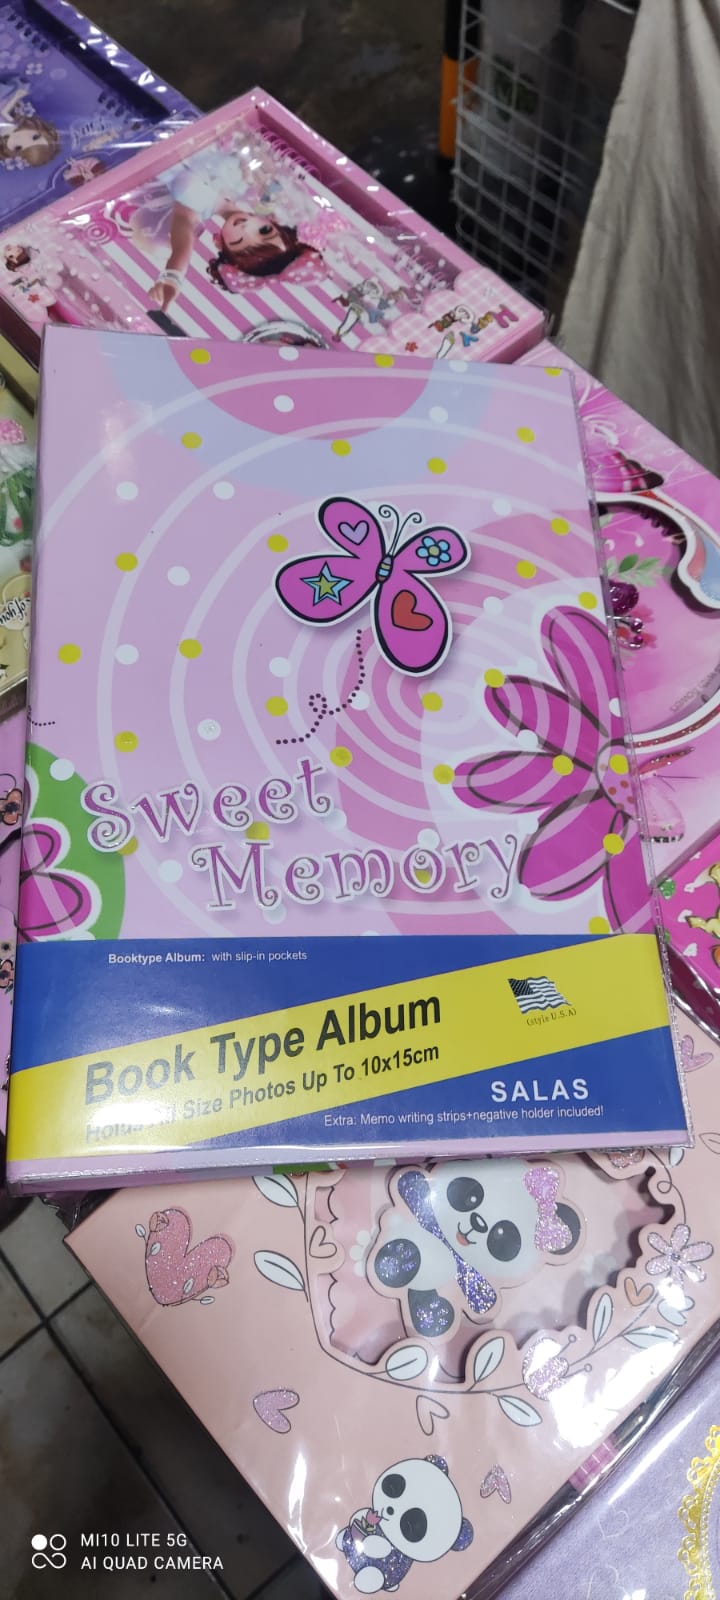 Sweet
Memory
Booktype Album: with slip-in pockets
Book Type Album
(style U.S.A)
Size Photos Up To 10x15cm
SALAS
Extra: Memo writing strips+negative holder included!
MI10 LITE 5G
AI QUAD CAMERA